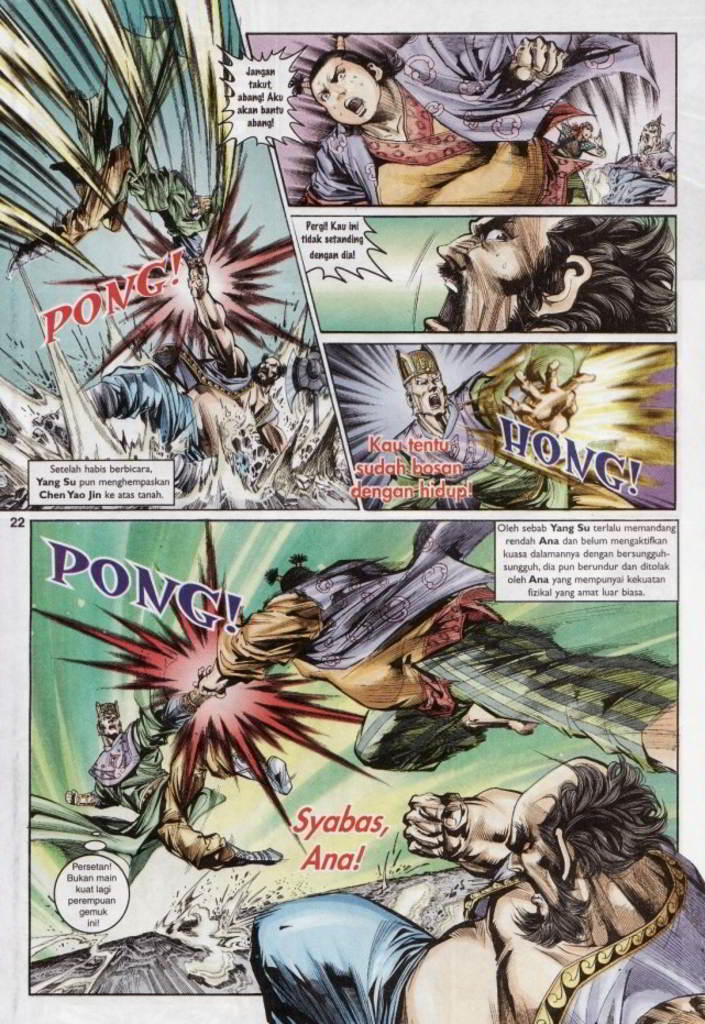 Jangan
takut,
abang! Aku
akan bantu
abang!
PONG!
Pergi! Kau ini
tidak setanding
dengan dia!
Kau tentu
sudah bosan
dengan hidup!
HONG!
Setelah habis berbicara,
Yang Su pun menghempaskan
Chen Yao Jin ke atas tanah.
22
PONG!
Oleh sebab Yang Su terlalu memandang
rendah Ana dan belum mengaktifkan
kuasa dalamannya dengan bersungguh-
sungguh, dia pun berundur dan ditolak
oleh Ana yang mempunyai kekuatan
fizikal yang amat luar biasa.
Syabas,
Ana!
Persetan!
Bukan main
kuat lagi
perempuan
gemuk
ini!